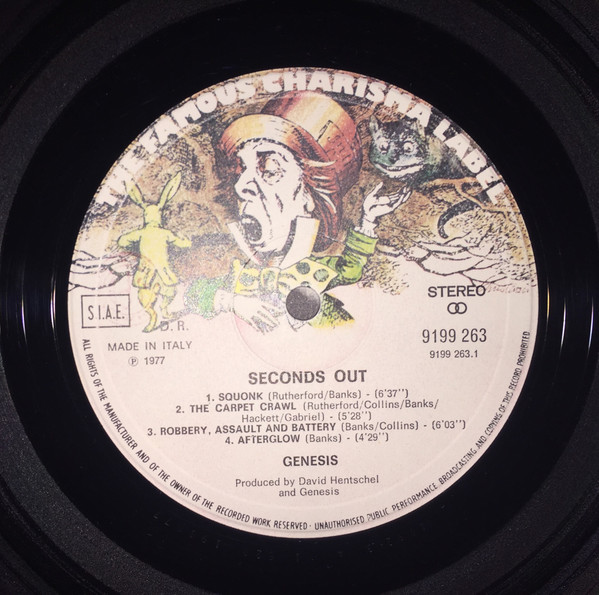 THE FAMOUS CHARISMA LABEL
S.I.A.E.
D.R.
MADE IN ITALY
℗ 1977
STEREO
9199 263
9199 263.1
SECONDS OUT
1. SQUONK (Rutherford/Banks) - (6'37'')
2. THE CARPET CRAWL (Rutherford/Collins/Banks/
Hackett/Gabriel) - (5'28'')
3. ROBBERY, ASSAULT AND BATTERY (Banks/Collins) - (6'03'')
4. AFTERGLOW (Banks) - (4'29'')
GENESIS
Produced by David Hentschel
and Genesis
ALL RIGHTS OF THE MANUFACTURER AND OF THE OWNER OF THE RECORDED WORK RESERVED · UNAUTHORISED PUBLIC PERFORMANCE BROADCASTING AND COPYING OF THIS RECORD PROHIBITED